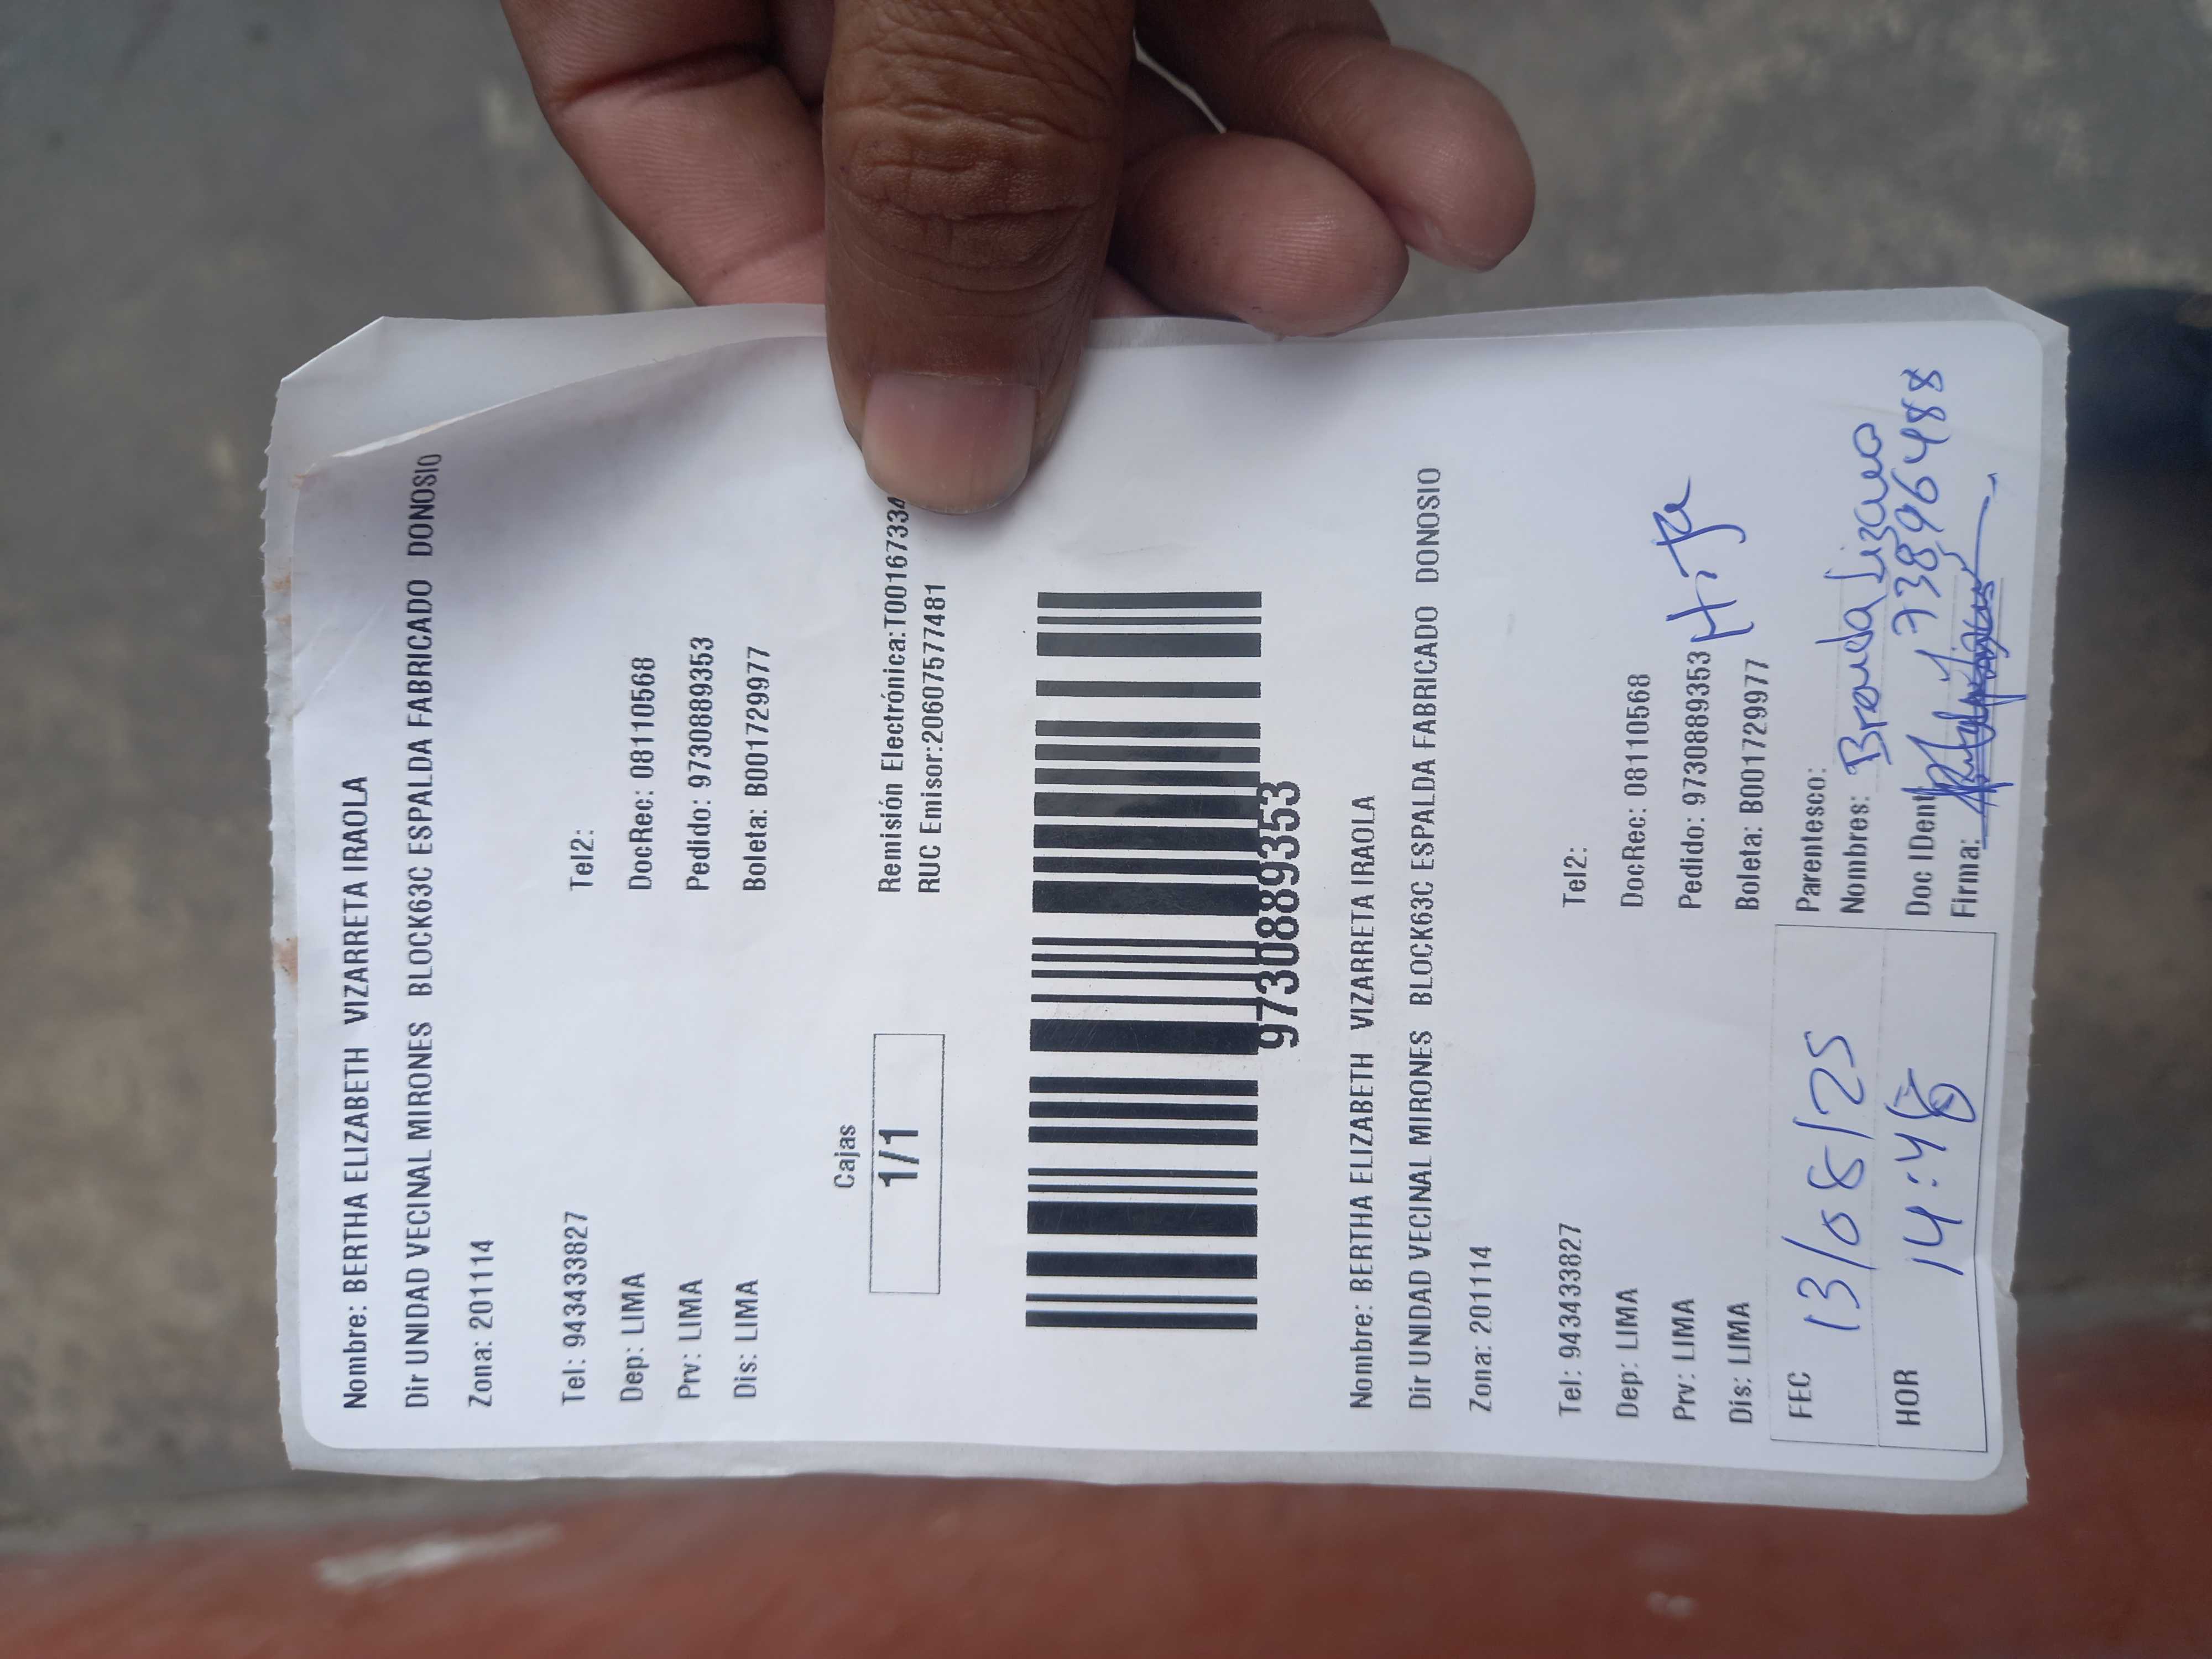 Nombre: BERTHA ELIZABETH VIZARRETA IRAOLA
Dir UNIDAD VECINAL MIRONES BLOCK63C ESPALDA FABRICADO DONOSIO
Zona: 201114
Tel: 943433827 Tel2:
Dep: LIMA DocRec: 08110568
Prv: LIMA Pedido: 9730889353
Dis: LIMA Boleta: B001729977
Cajas
1/1
Remisión Electrónica:T00167334
RUC Emisor:20607577481
9730889353
Nombre: BERTHA ELIZABETH VIZARRETA IRAOLA
Dir UNIDAD VECINAL MIRONES BLOCK63C ESPALDA FABRICADO DONOSIO
Zona: 201114
Tel: 943433827 Tel2:
Dep: LIMA DocRec: 08110568
Prv: LIMA Pedido: 9730889353
Dis: LIMA Boleta: B001729977
Hija
FEC 13/08/25 Parentesco:
Nombres: Brenda Lizano
HOR 14:48 Doc IDent 73896488
Firma: